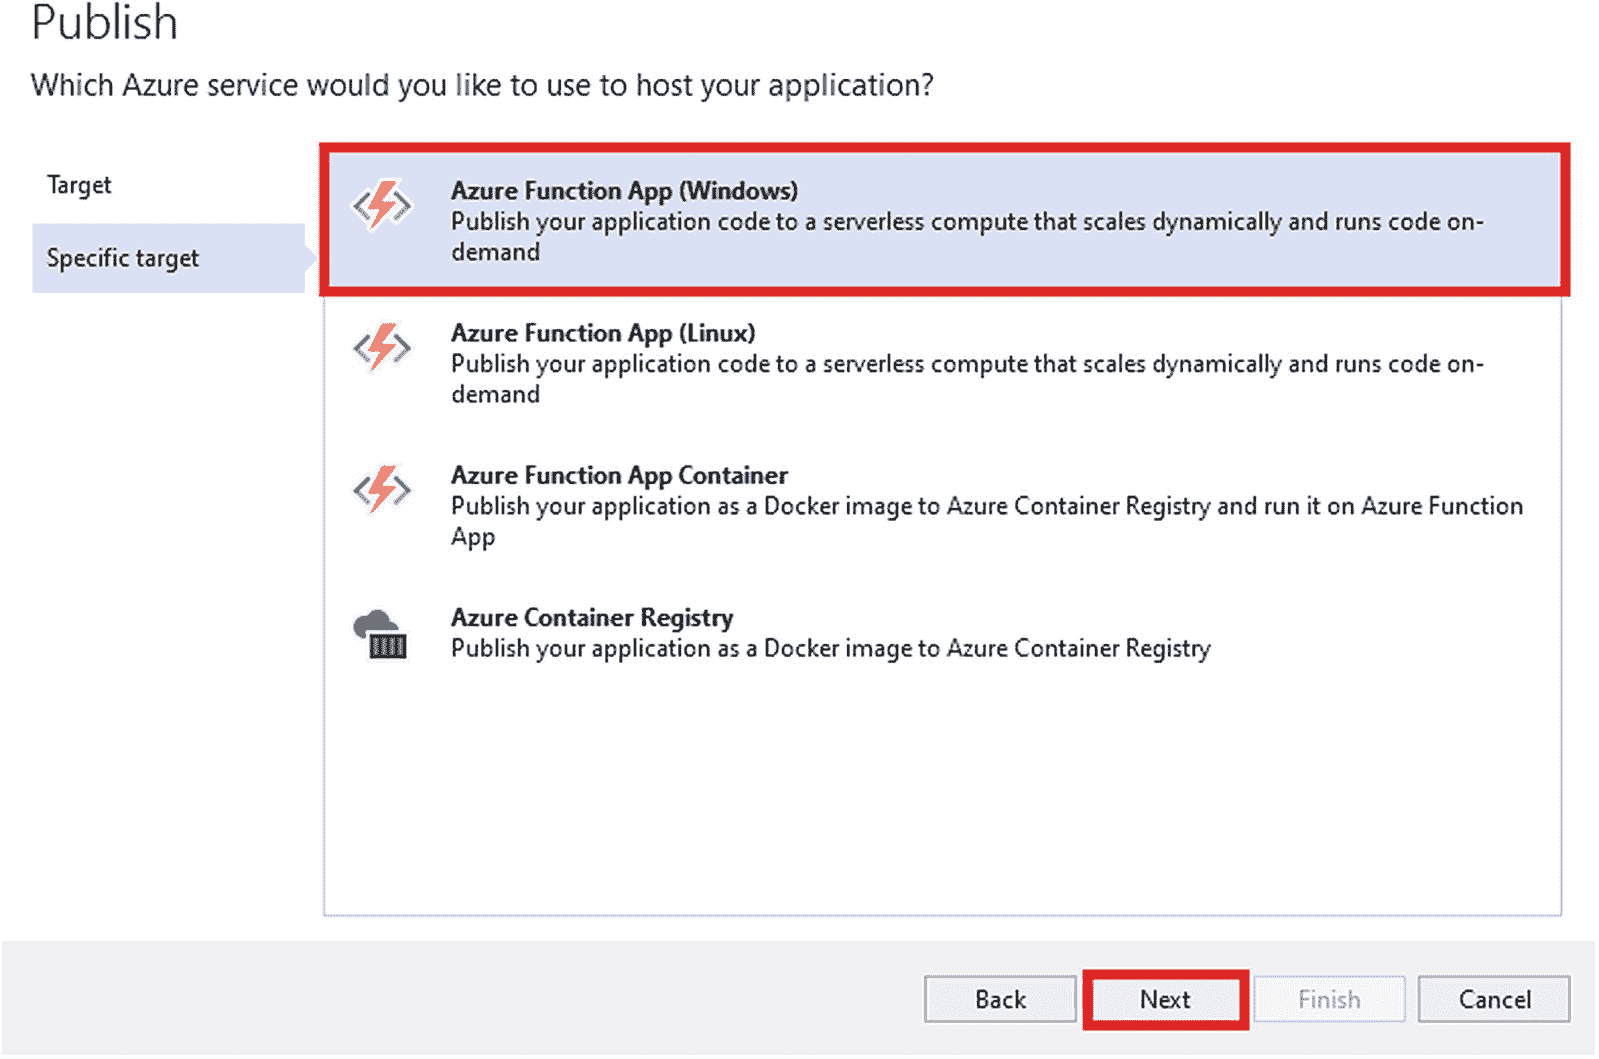 Publish
Which Azure service would you like to use to host your application?
Target
Specific target
Azure Function App (Windows)
Publish your application code to a serverless compute that scales dynamically and runs code on-
demand
Azure Function App (Linux)
Publish your application code to a serverless compute that scales dynamically and runs code on-
demand
Azure Function App Container
Publish your application as a Docker image to Azure Container Registry and run it on Azure Function
App
Azure Container Registry
Publish your application as a Docker image to Azure Container Registry
Back
Next
Finish
Cancel